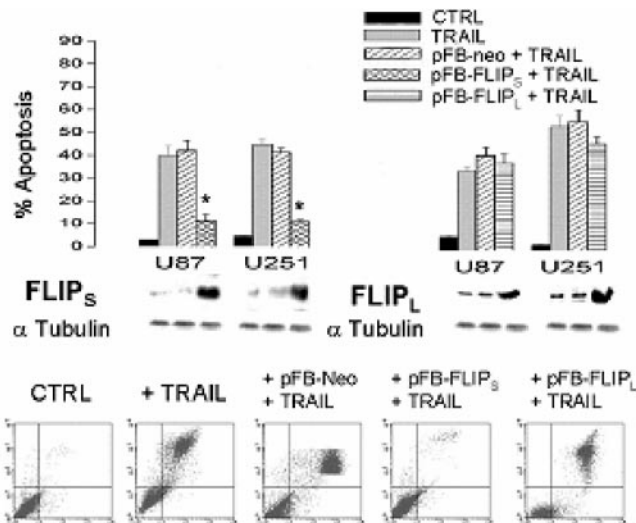 CTRL
TRAIL
pFB-neo + TRAIL
pFB-FLIPS + TRAIL
pFB-FLIPL + TRAIL
% Apoptosis
90
80
70
60
50
40
30
20
10
0
*
*
U87
U251
U87
U251
FLIPS
FLIPL
α Tubulin
α Tubulin
CTRL
+ TRAIL
+ pFB-Neo
+ TRAIL
+ pFB-FLIPS
+ TRAIL
+ pFB-FLIPL
+ TRAIL